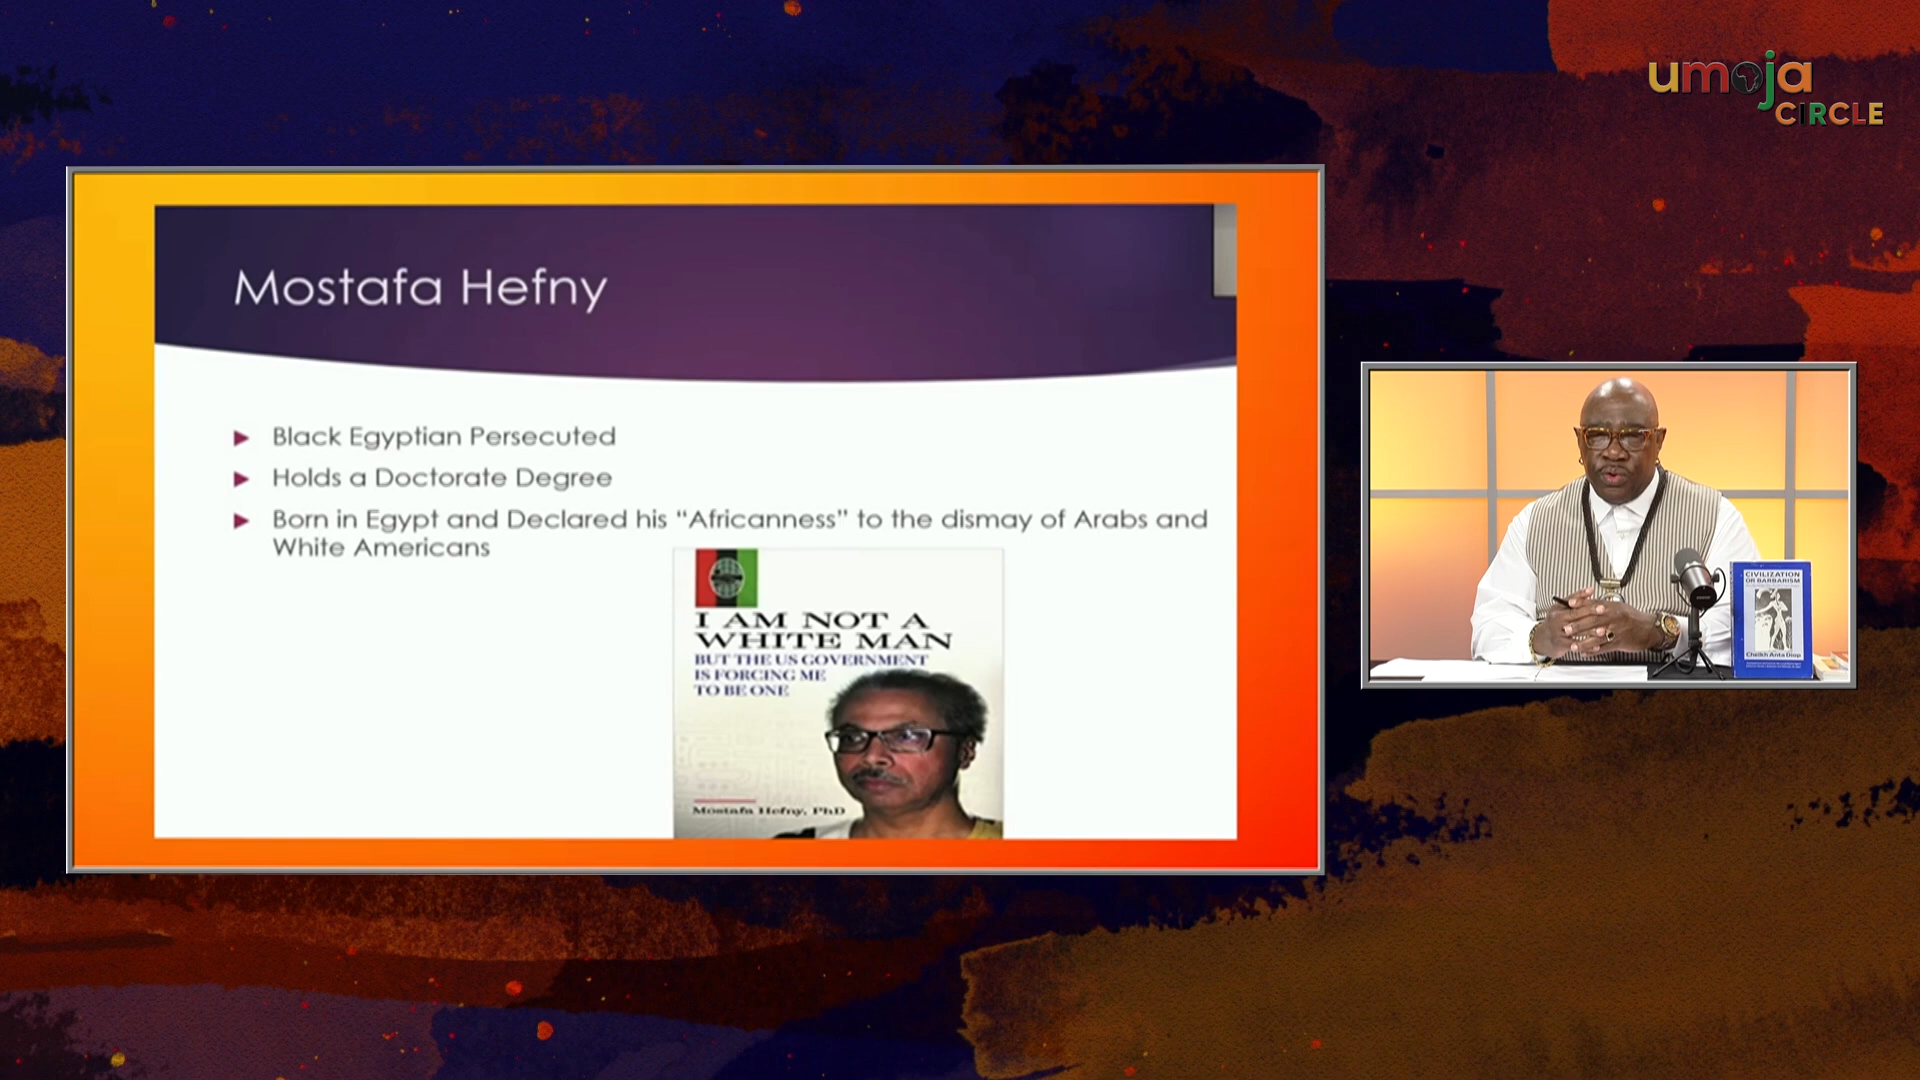 umoja
CIRCLE
Mostafa Hefny
Black Egyptian Persecuted
Holds a Doctorate Degree
Born in Egypt and Declared his “Africanness” to the dismay of Arabs and
White Americans
I AM NOT A
WHITE MAN
BUT THE US GOVERNMENT
IS FORCING ME
TO BE ONE
Mostafa Hefny, PhD
CIVILIZATION
OR BARBARISM
Cheikh Anta Diop